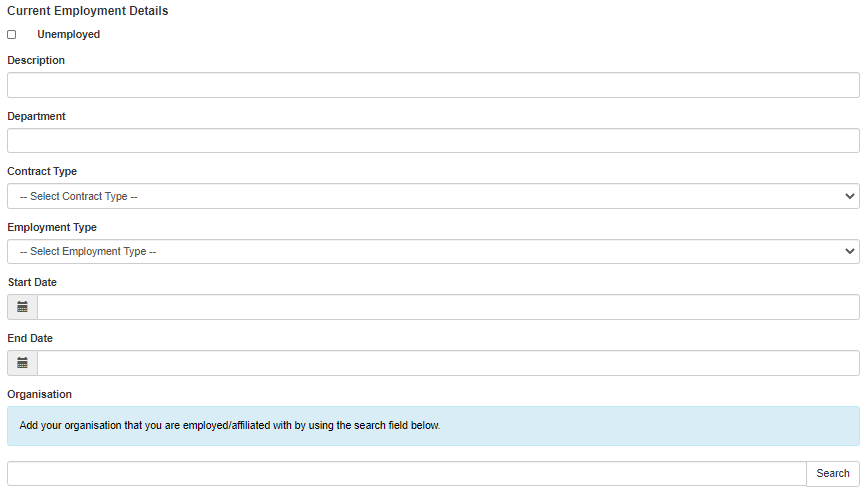 Current Employment Details
Unemployed
Description
Department
Contract Type
-- Select Contract Type --
Employment Type
-- Select Employment Type --
Start Date
End Date
Organisation
Add your organisation that you are employed/affiliated with by using the search field below.
Search